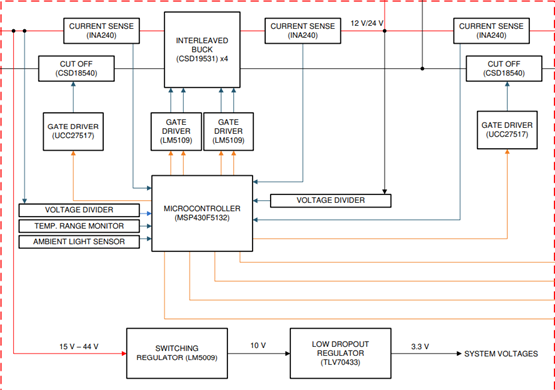 CURRENT SENSE
(INA240)
INTERLEAVED
BUCK
(CSD19531) x4
CURRENT SENSE
(INA240)
12 V/24 V
CURRENT SENSE
(INA240)
CUT OFF
(CSD18540)
CUT OFF
(CSD18540)
GATE DRIVER
(UCC27517)
GATE
DRIVER
(LM5109)
GATE
DRIVER
(LM5109)
GATE DRIVER
(UCC27517)
MICROCONTROLLER
(MSP430F5132)
VOLTAGE DIVIDER
VOLTAGE DIVIDER
TEMP. RANGE MONITOR
AMBIENT LIGHT SENSOR
15 V – 44 V
SWITCHING
REGULATOR (LM5009)
10 V
LOW DROPOUT
REGULATOR
(TLV70433)
3.3 V
SYSTEM VOLTAGES